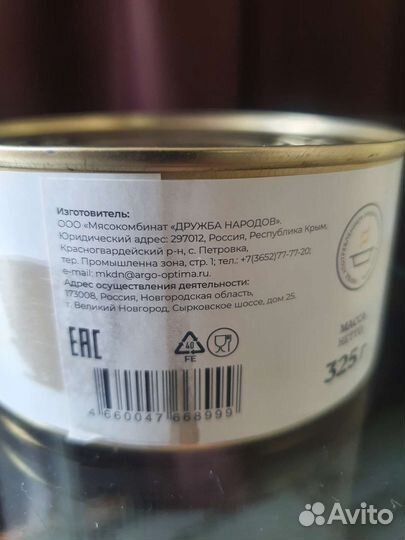 Изготовитель:
ООО «Мясокомбинат «ДРУЖБА НАРОДОВ».
Юридический адрес: 297012, Россия, Республика Крым,
Красногвардейский р-н, с. Петровка,
тер. Промышленна зона, стр. 1; тел.: +7(3652)77-77-20;
e-mail: mkdn@argo-optima.ru.
Адрес осуществления деятельности:
173008, Россия, Новгородская область,
г. Великий Новгород, Сырковское шоссе, дом 25.
EAC
40
FE
4 660047 668999
МАССА
НЕТТО:
325 г
Avito